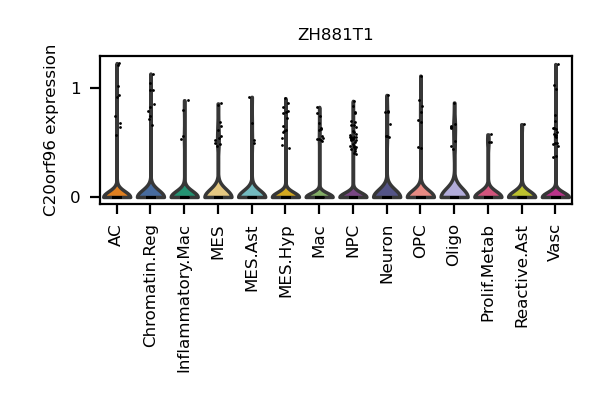 ZH881T1
C20orf96 expression
1
0
AC
Chromatin.Reg
Inflammatory.Mac
MES
MES.Ast
MES.Hyp
Mac
NPC
Neuron
OPC
Oligo
Prolif.Metab
Reactive.Ast
Vasc